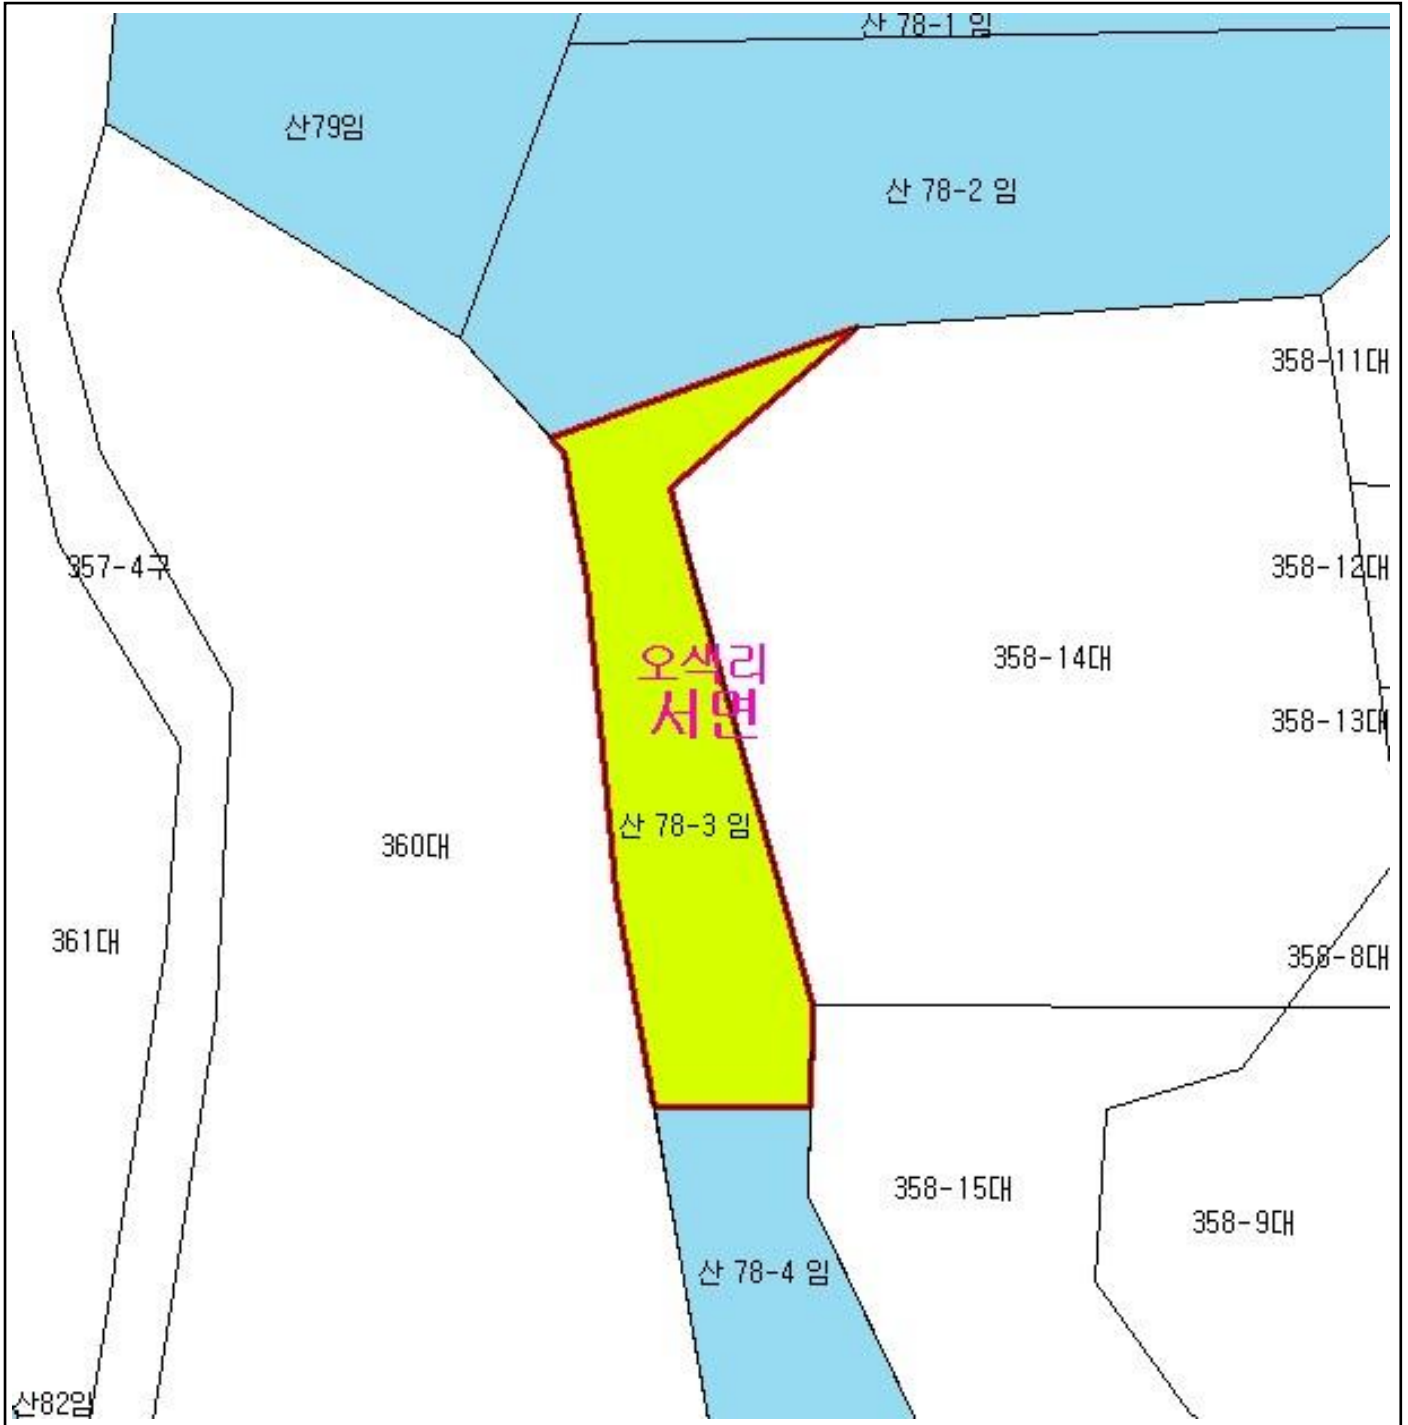 산 78-1 임
산79임
산 78-2 임
358-11대
357-4구
358-12대
오색리
358-14대
서면
358-13대
산 78-3 임
360대
361대
358-8대
358-15대
358-9대
산 78-4 임
산82임